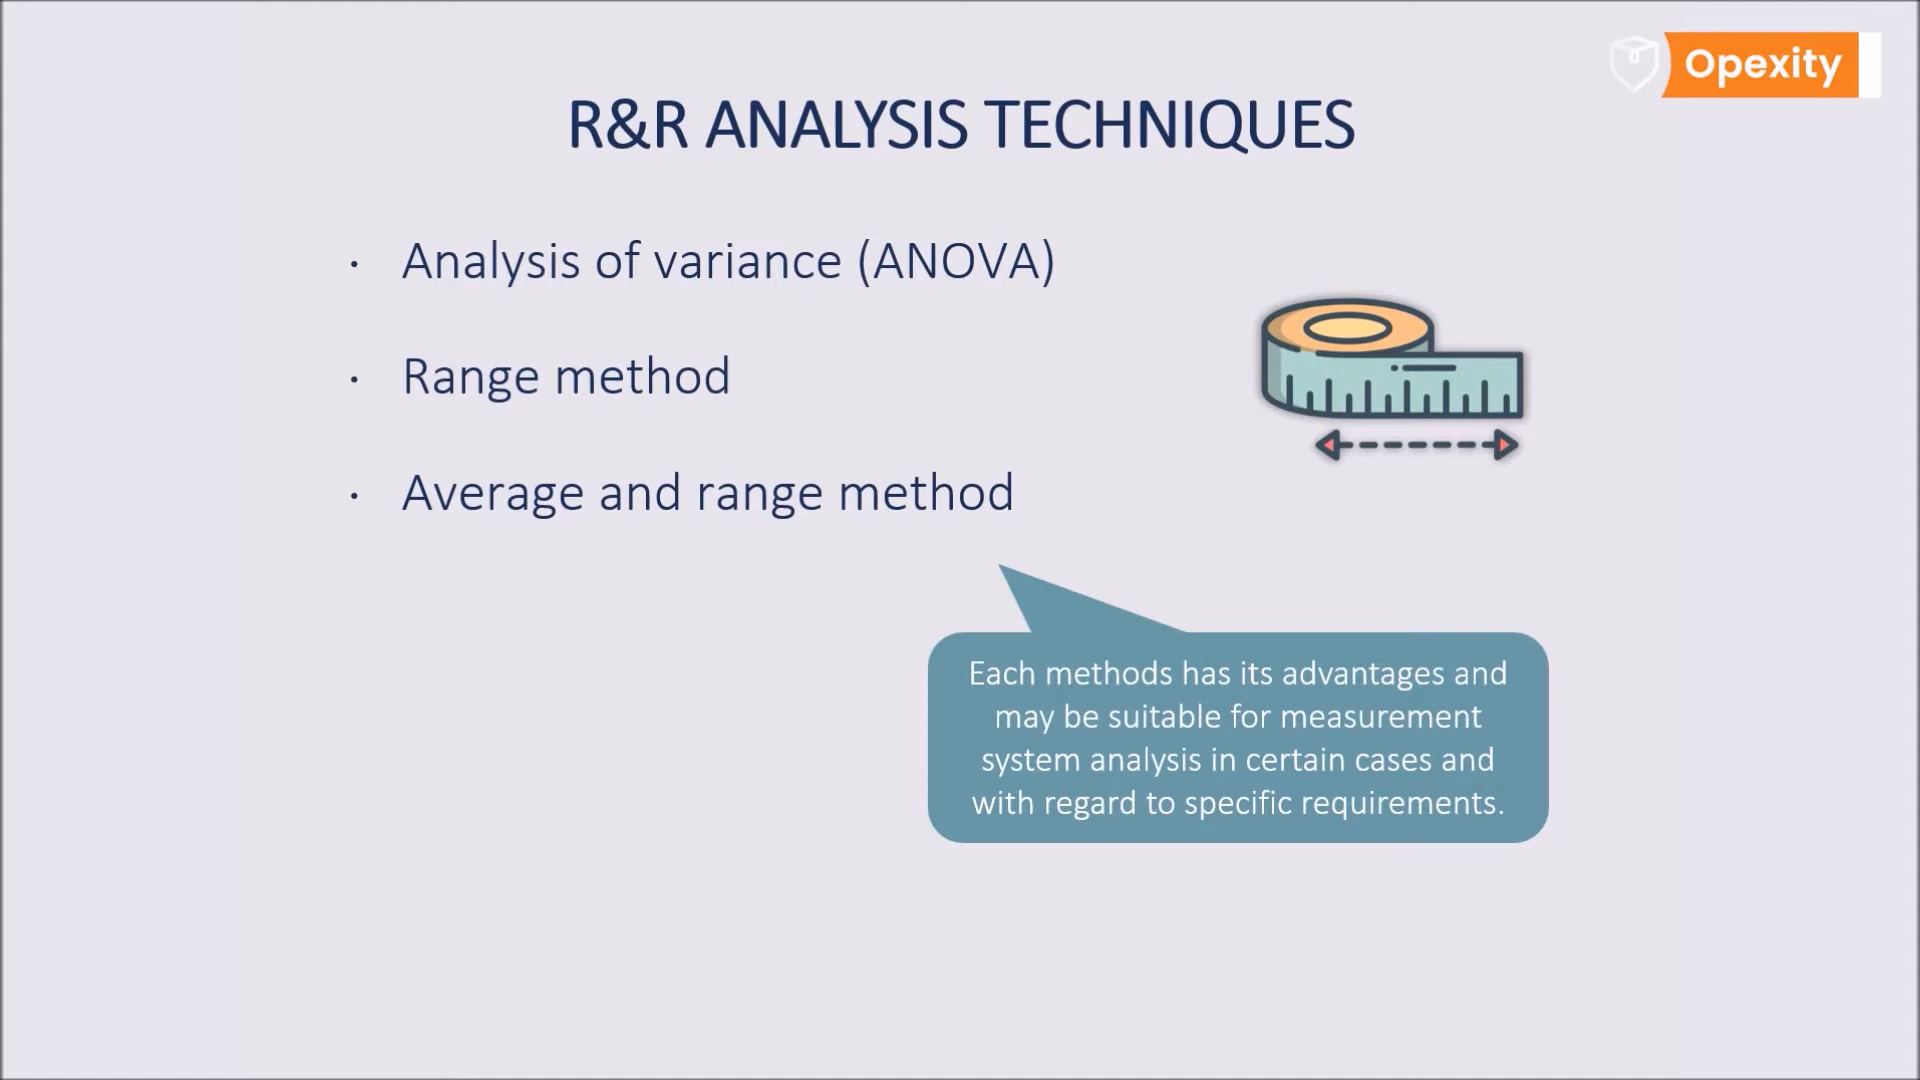 Opexity
R&R ANALYSIS TECHNIQUES
· Analysis of variance (ANOVA)
· Range method
· Average and range method
Each methods has its advantages and
may be suitable for measurement
system analysis in certain cases and
with regard to specific requirements.